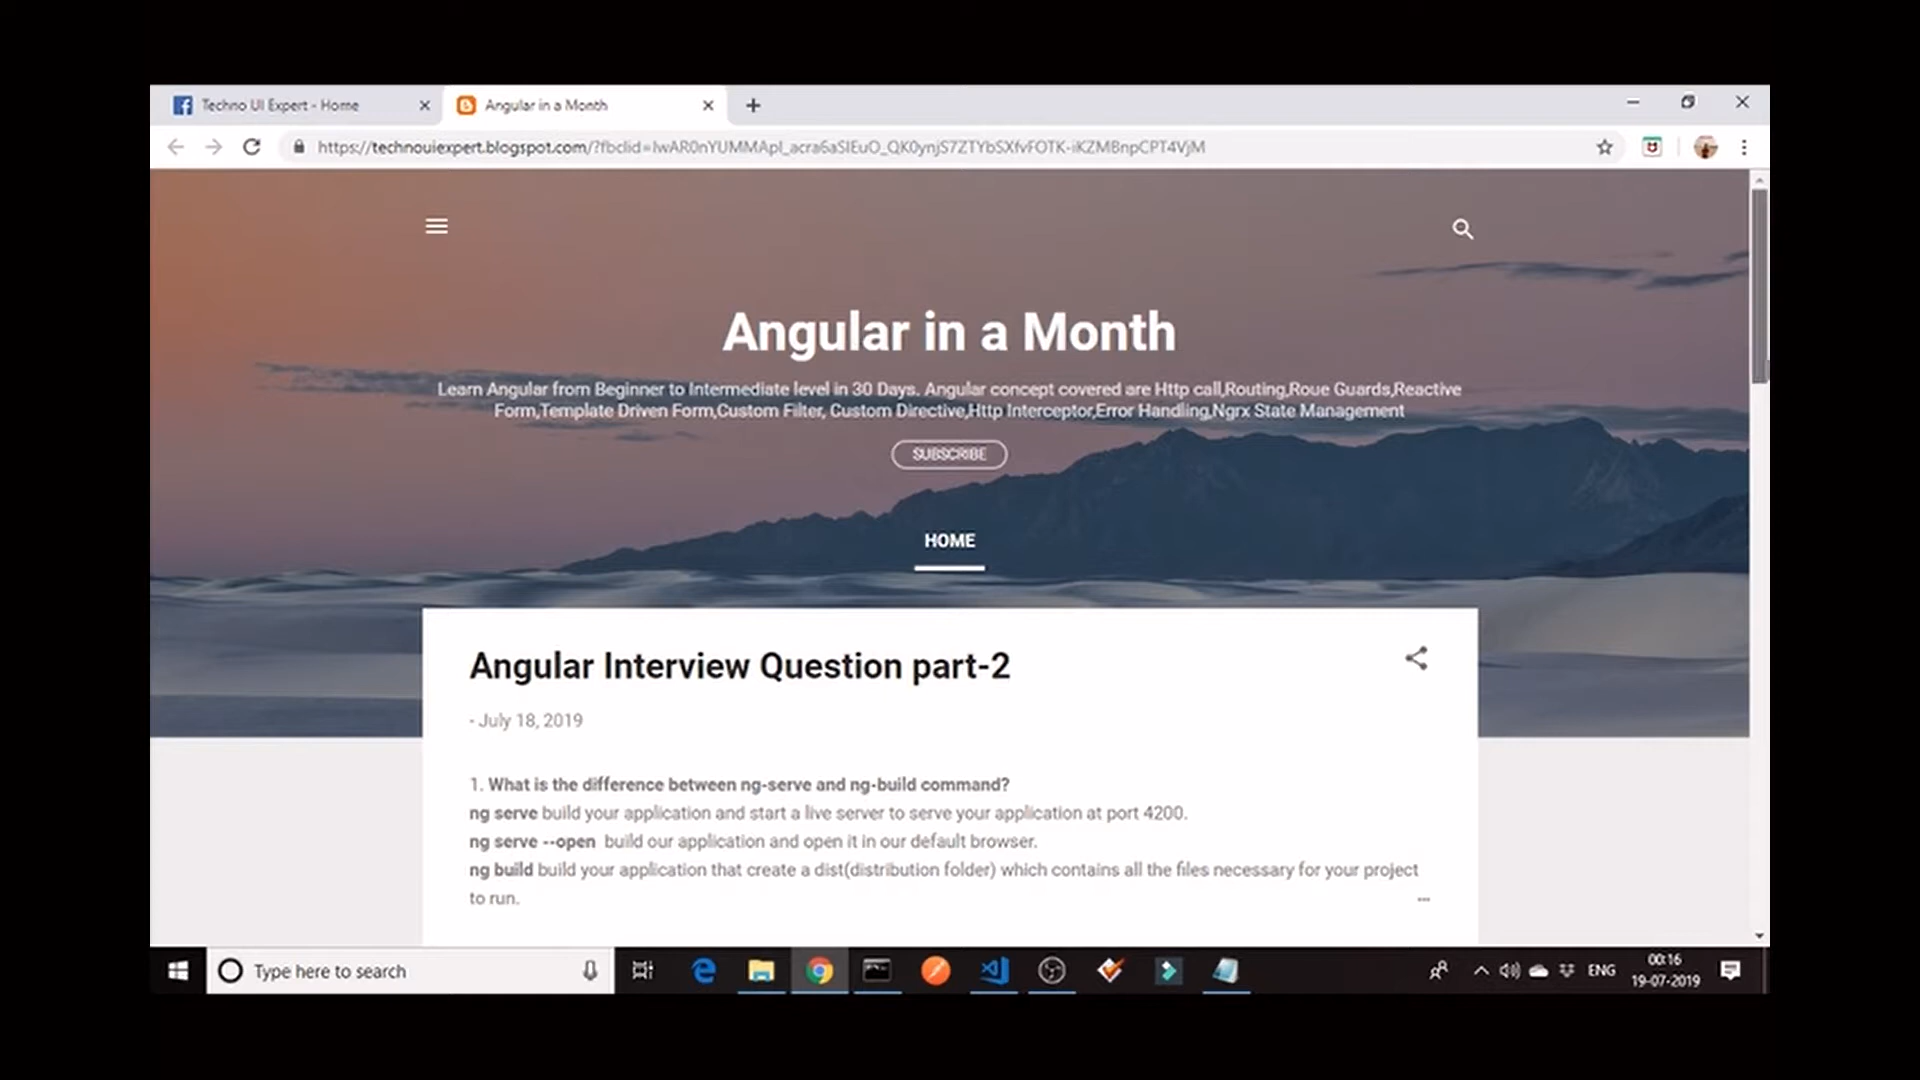 Techno UI Expert - Home
Angular in a Month
https://technouiexpert.blogspot.com/?fbclid=IwAR0nYUMMApI_acra6aSIEuO_QK0ynjS7ZTYbSXfvFOTK-iKZMBnpCPT4VjM
Angular in a Month
Learn Angular from Beginner to Intermediate level in 30 Days. Angular concept covered are Http call,Routing,Roue Guards,Reactive
Form,Template Driven Form,Custom Filter, Custom Directive,Http Interceptor,Error Handling,Ngrx State Management
SUBSCRIBE
HOME
Angular Interview Question part-2
- July 18, 2019
1. What is the difference between ng-serve and ng-build command?
ng serve build your application and start a live server to serve your application at port 4200.
ng serve --open build our application and open it in our default browser.
ng build build your application that create a dist(distribution folder) which contains all the files necessary for your project
to run.
Type here to search
ENG
00:16
19-07-2019